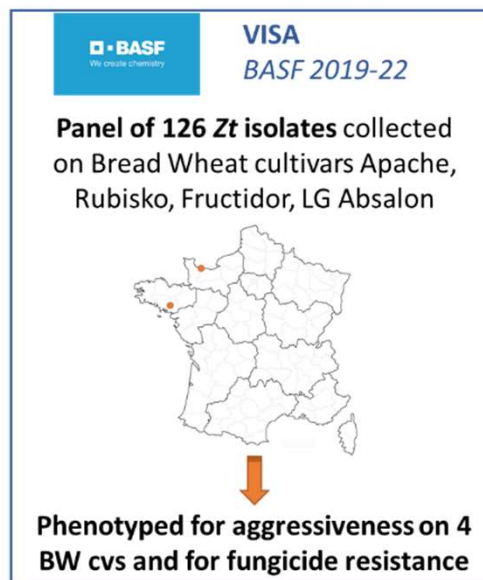 BASF
We create chemistry
VISA
BASF 2019-22
Panel of 126 Zt isolates collected
on Bread Wheat cultivars Apache,
Rubisko, Fructidor, LG Absalon
Phenotyped for aggressiveness on 4
BW cvs and for fungicide resistance